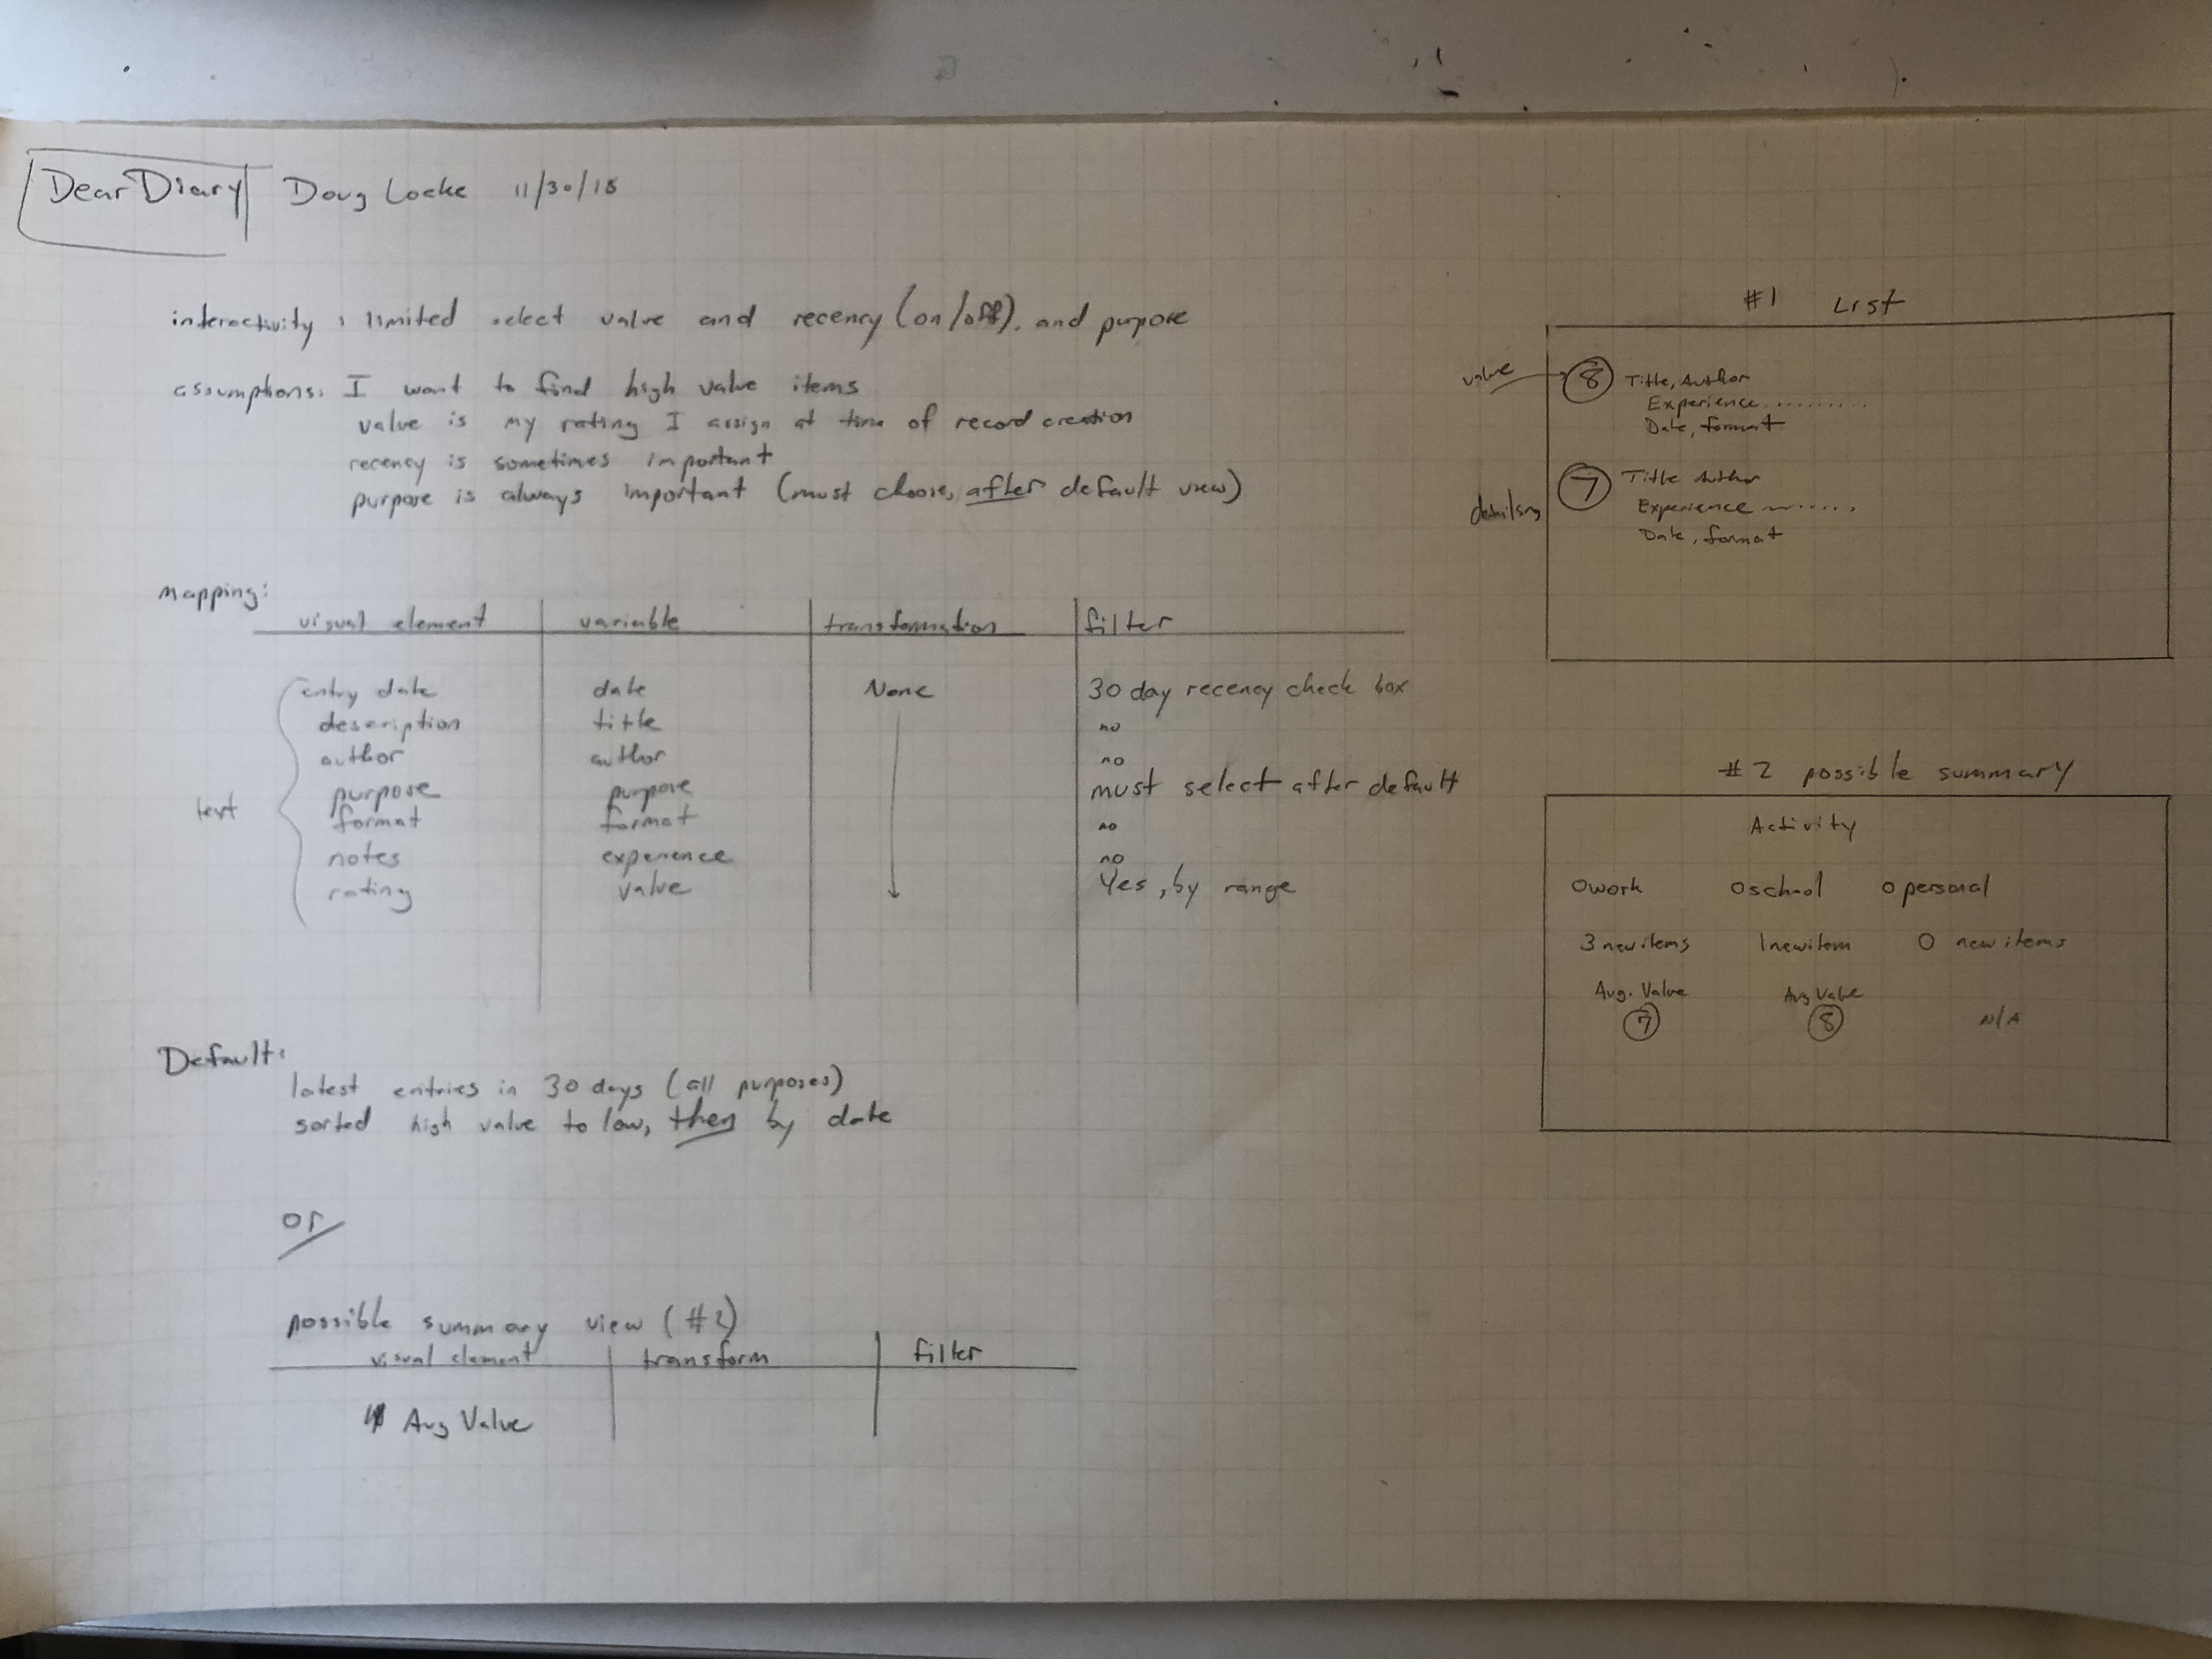 Dear Diary Doug Locke 11/30/18
interactivity: limited select value and recency (on/off), and purpose
assumptions: I want to find high value items
value is my rating I assign at time of record creation
recency is sometimes important
purpose is always important (must choose, after default view)
Mapping:
visual element variable transformation filter
text
entry date date None 30 day recency check box
description title no
author author no
purpose purpose must select after default
format format no
notes experience no
rating value Yes, by range
Default:
latest entries in 30 days (all purposes)
sorted high value to low, then by date
or
possible summary view (#2)
visual element transform filter
Avg Value
#1 List
value
8 Title, Author
Experience.........
Date, format
7 Title Author
Experience .......
Date, format
#2 possible summary
Activity
O work O school O personal
3 new items 1 new item 0 new items
Avg. Value Avg Value
7 8 N/A